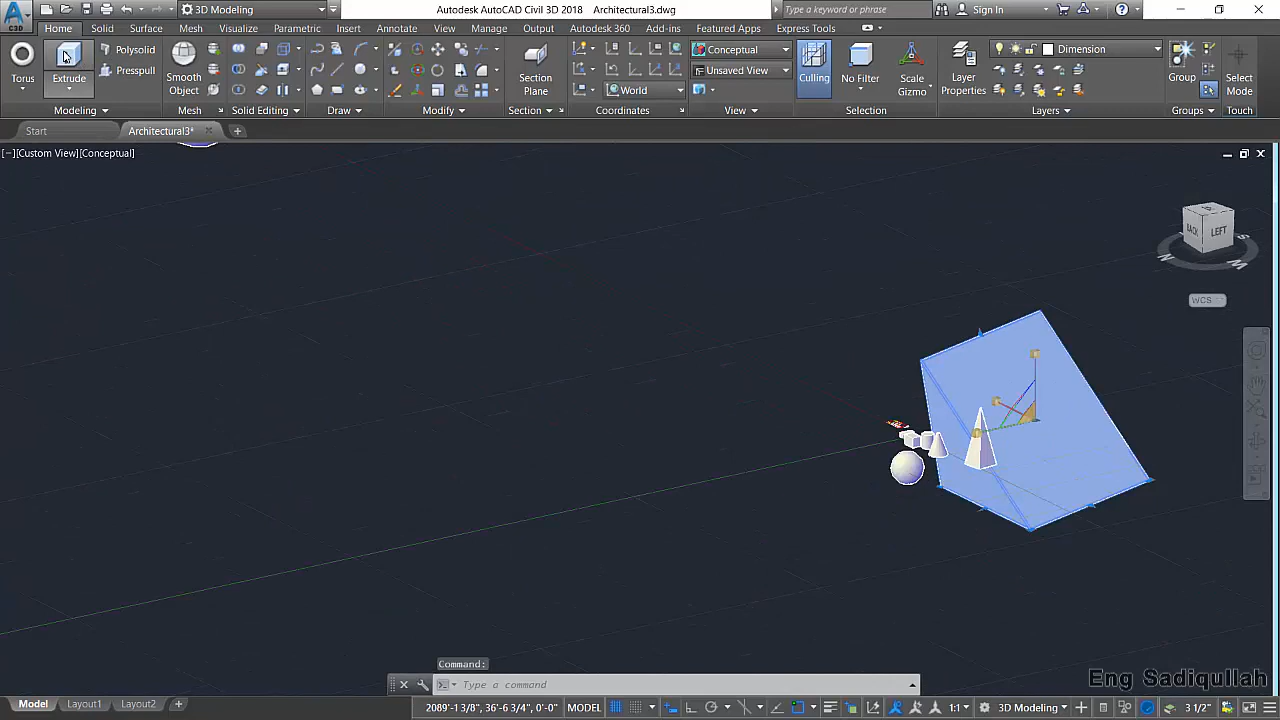 3D Modeling
Autodesk AutoCAD Civil 3D 2018 Architectural3.dwg
Type a keyword or phrase
Sign In
C3D
Home Solid Surface Mesh Visualize Parametric Insert Annotate View Manage Output Autodesk 360 Add-ins Featured Apps Express Tools
Torus
Extrude
Polysolid
Presspull
Smooth Object
Section Plane
World
Conceptual
Unsaved View
Culling
No Filter
Scale Gizmo
Layer Properties
Dimension
Group
Select Mode
Modeling Mesh Solid Editing Draw Modify Section Coordinates View Selection Layers Groups Touch
Start Architectural3*
[−][Custom View][Conceptual]
BACK LEFT
N
WCS
Command:
Type a command
Eng Sadiqullah
Model Layout1 Layout2
2089'-1 3/8", 36'-6 3/4", 0'-0" MODEL 1:1 3D Modeling 3 1/2"